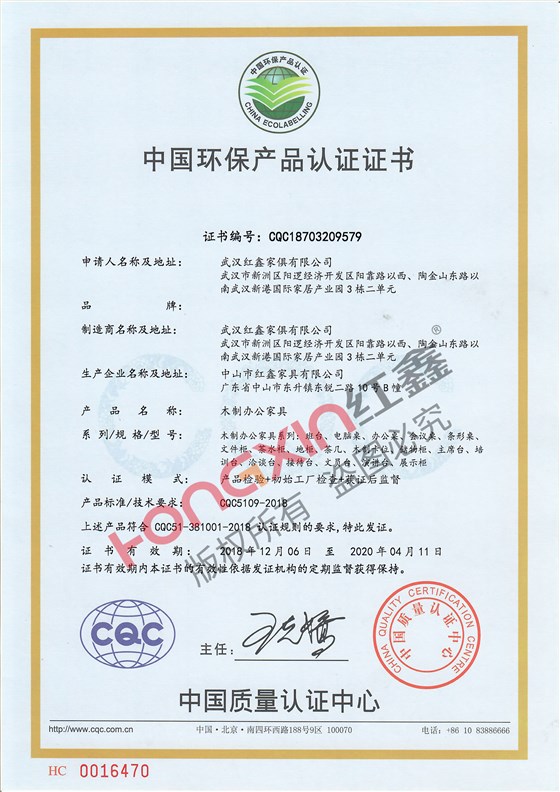 中国环保产品认证
CHINA ECOLABELLING
中国环保产品认证证书
证书编号：CQC18703209579
申请人名称及地址： 武汉红鑫家俱有限公司
武汉市新洲区阳逻经济开发区阳靠路以西、陶金山东路以
南武汉新港国际家居产业园3栋二单元
品 牌：
制造商名称及地址： 武汉红鑫家俱有限公司
武汉市新洲区阳逻经济开发区阳靠路以西、陶金山东路以
南武汉新港国际家居产业园3栋二单元
生产企业名称及地址： 中山市红鑫家具有限公司
广东省中山市东升镇东锐二路10号B幢
产 品 名 称： 木制办公家具
系列/规格/型号： 木制办公家具系列：班台、电脑桌、办公桌、会议桌、条形桌、
文件柜、茶水柜、地柜、茶几、木制卡位、储物柜、主席台、培
训台、洽谈台、接待台、文员台、演讲台、展示柜
认 证 模 式： 产品检验+初始工厂检查+获证后监督
产品标准/技术要求： CQC5109-2018
上述产品符合 CQC51-381001-2018 认证规则的要求,特此发证。
证 书 有 效 期： 2018 年 12 月 06 日 至 2020 年 04 月 11 日
证书有效期内本证书的有效性依据发证机构的定期监督获得保持。
HONGXIN红鑫®
版权所有 盗图必究
CQC
主任：
CHINA QUALITY CERTIFICATION CENTRE
中国质量认证中心
中国质量认证中心
http://www.cqc.com.cn 中国·北京·南四环西路188号9区 100070 电话：+86 10 83886666
HC 0016470